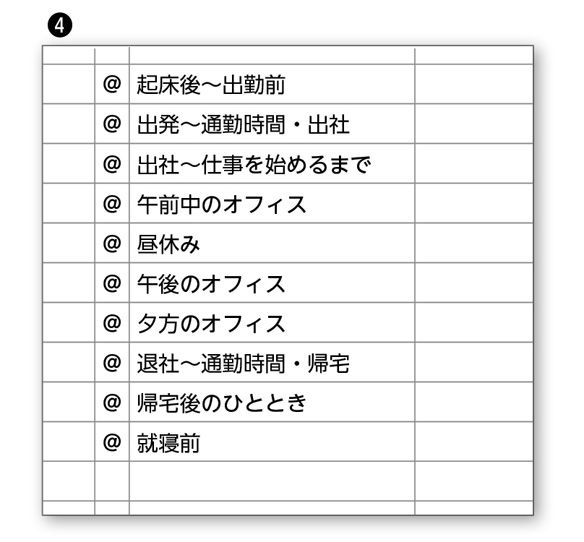 ❹
@ 起床後～出勤前
@ 出発～通勤時間・出社
@ 出社～仕事を始めるまで
@ 午前中のオフィス
@ 昼休み
@ 午後のオフィス
@ 夕方のオフィス
@ 退社～通勤時間・帰宅
@ 帰宅後のひととき
@ 就寝前